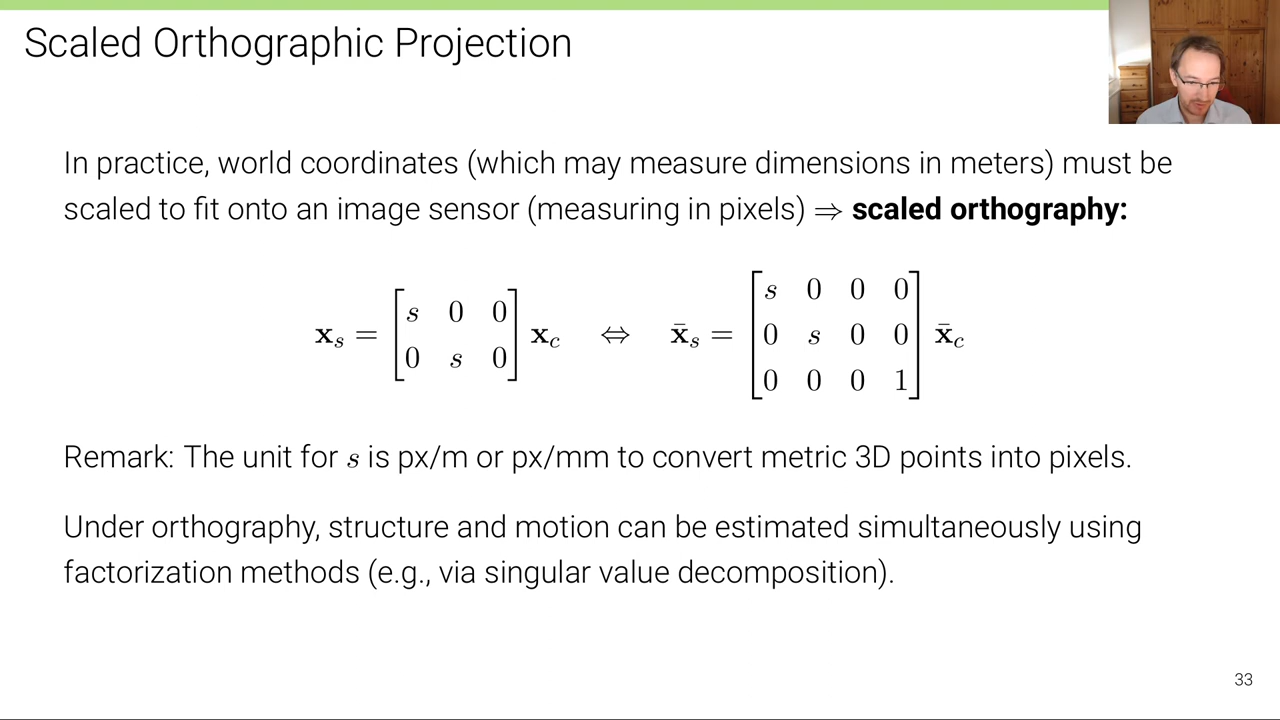 Scaled Orthographic Projection
In practice, world coordinates (which may measure dimensions in meters) must be
scaled to fit onto an image sensor (measuring in pixels) ⇒ scaled orthography:
x_s = [s 0 0; 0 s 0] x_c ⇔ x̄_s = [s 0 0 0; 0 s 0 0; 0 0 0 1] x̄_c
Remark: The unit for s is px/m or px/mm to convert metric 3D points into pixels.
Under orthography, structure and motion can be estimated simultaneously using
factorization methods (e.g., via singular value decomposition).
33